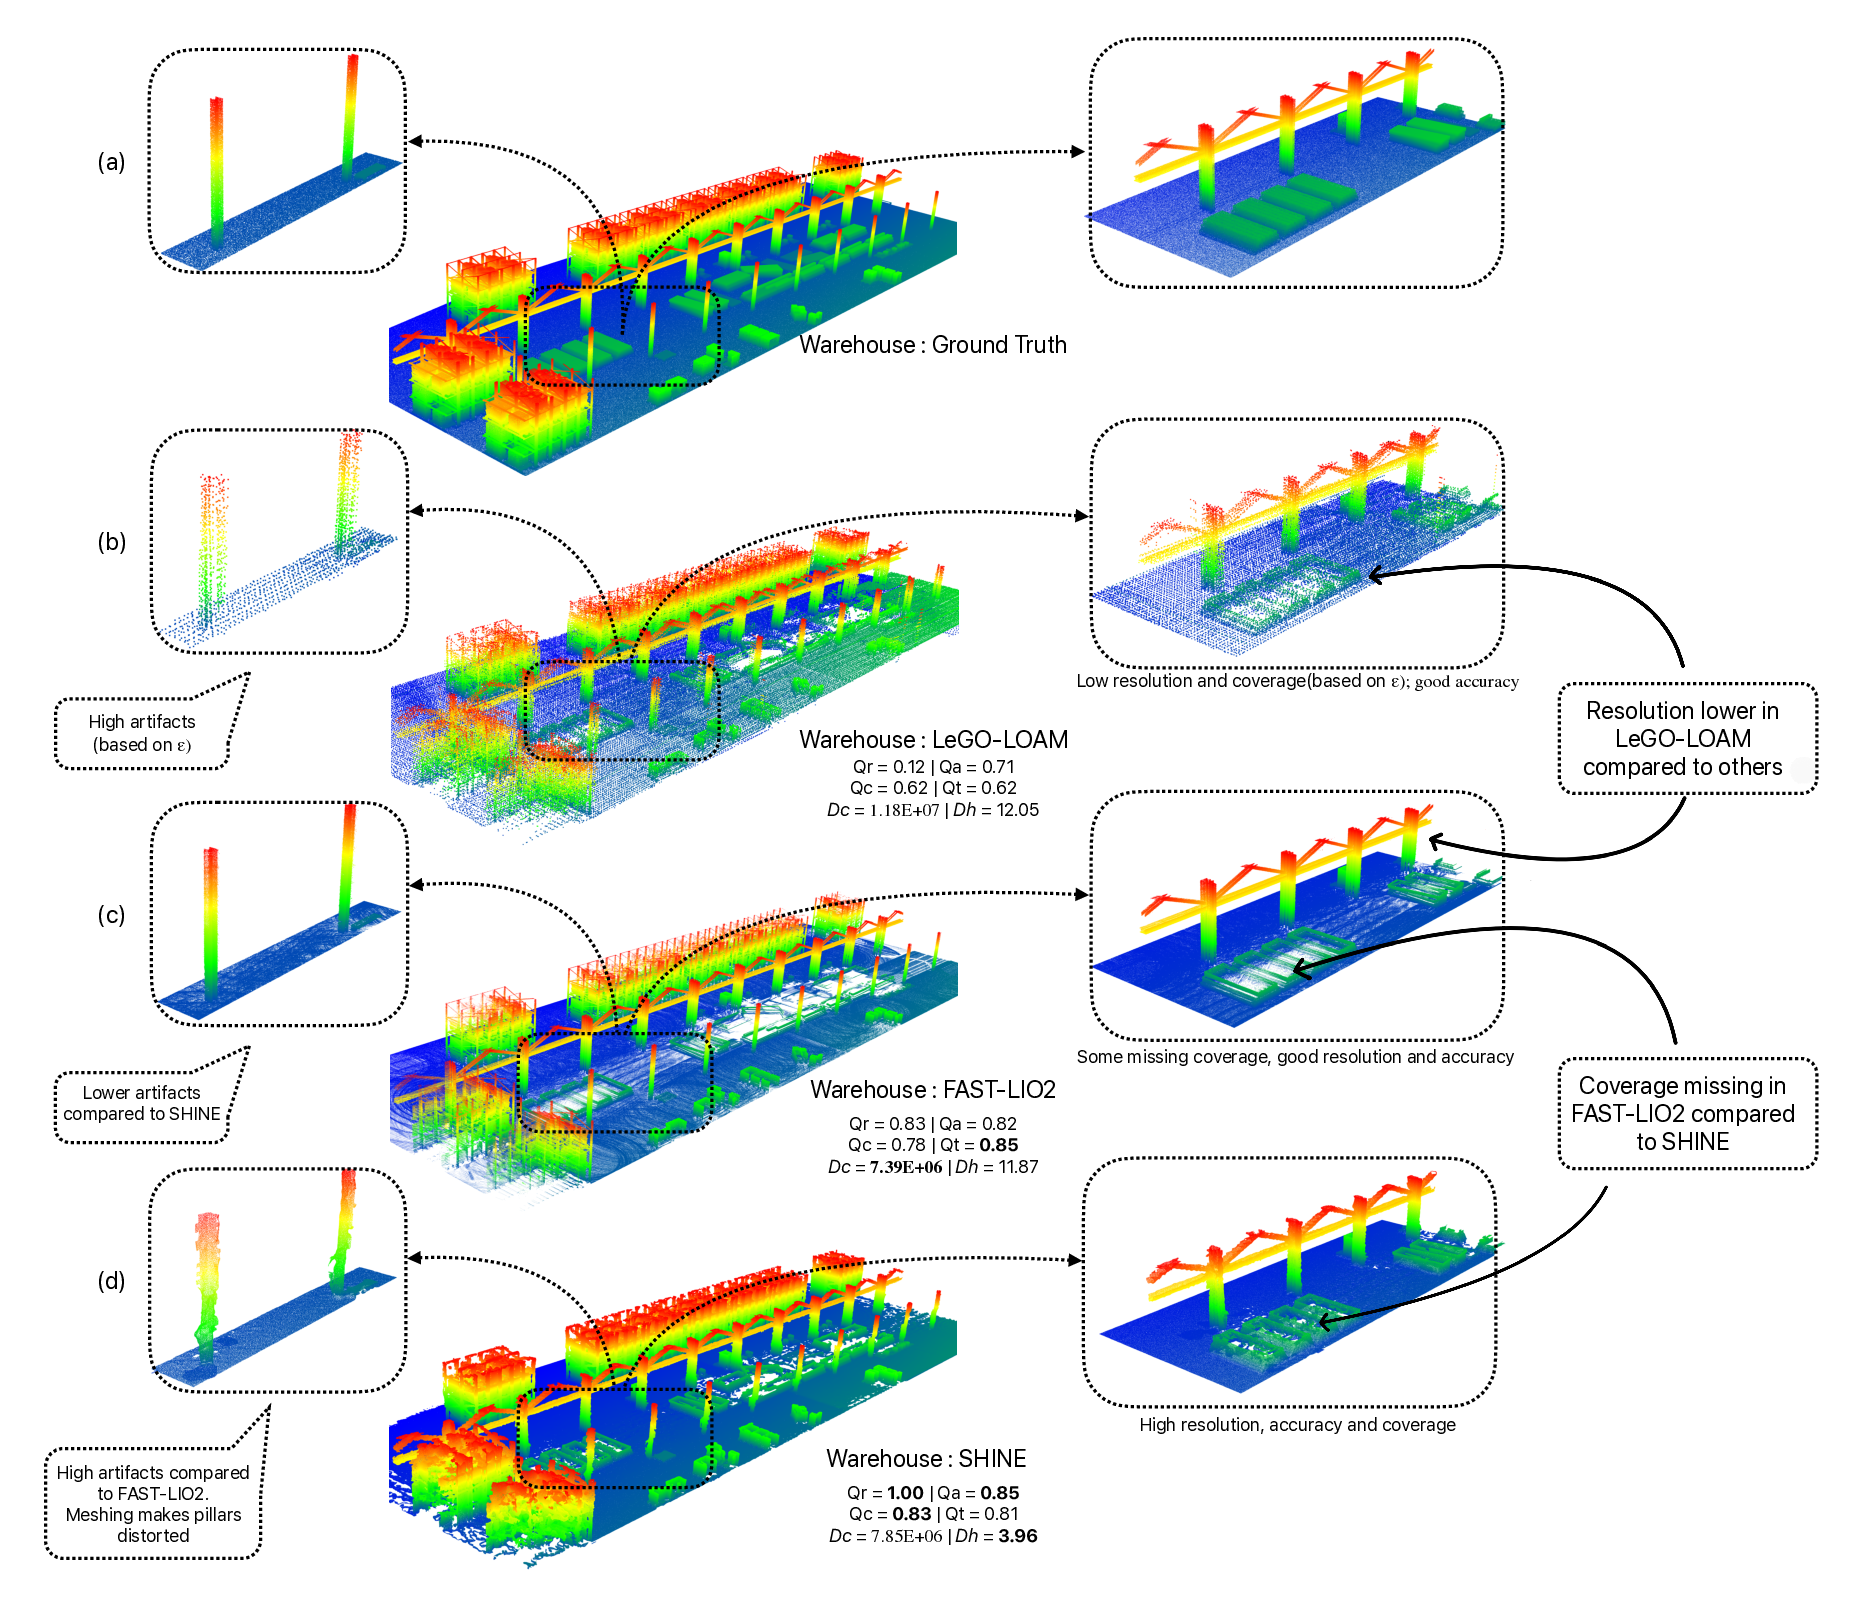 (a)
Warehouse : Ground Truth
(b)
High artifacts
(based on ε)
Warehouse : LeGO-LOAM
Qr = 0.12 | Qa = 0.71
Qc = 0.62 | Qt = 0.62
Dc = 1.18E+07 | Dh = 12.05
Low resolution and coverage(based on ε); good accuracy
Resolution lower in
LeGO-LOAM
compared to others
(c)
Lower artifacts
compared to SHINE
Warehouse : FAST-LIO2
Qr = 0.83 | Qa = 0.82
Qc = 0.78 | Qt = 0.85
Dc = 7.39E+06 | Dh = 11.87
Some missing coverage, good resolution and accuracy
Coverage missing in
FAST-LIO2 compared
to SHINE
(d)
High artifacts compared
to FAST-LIO2.
Meshing makes pillars
distorted
Warehouse : SHINE
Qr = 1.00 | Qa = 0.85
Qc = 0.83 | Qt = 0.81
Dc = 7.85E+06 | Dh = 3.96
High resolution, accuracy and coverage